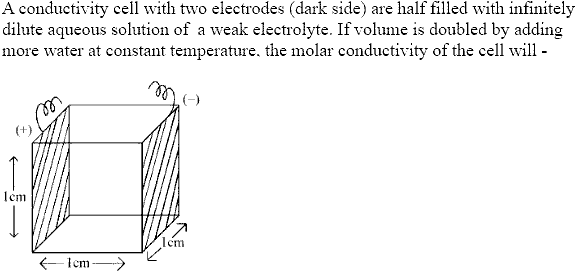 A conductivity cell with two electrodes (dark side) are half filled with infinitely
dilute aqueous solution of a weak electrolyte. If volume is doubled by adding
more water at constant temperature, the molar conductivity of the cell will -
(-)
(+)
1cm
1cm
1cm